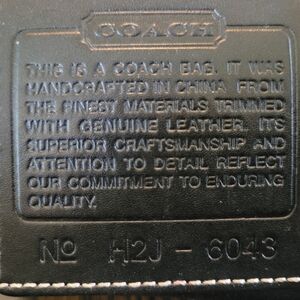 COACH
THIS IS A COACH BAG. IT WAS
HANDCRAFTED IN CHINA FROM
THE FINEST MATERIALS TRIMMED
WITH GENUINE LEATHER. ITS
SUPERIOR CRAFTSMANSHIP AND
ATTENTION TO DETAIL REFLECT
OUR COMMITMENT TO ENDURING
QUALITY.
Nº H2J - 6043